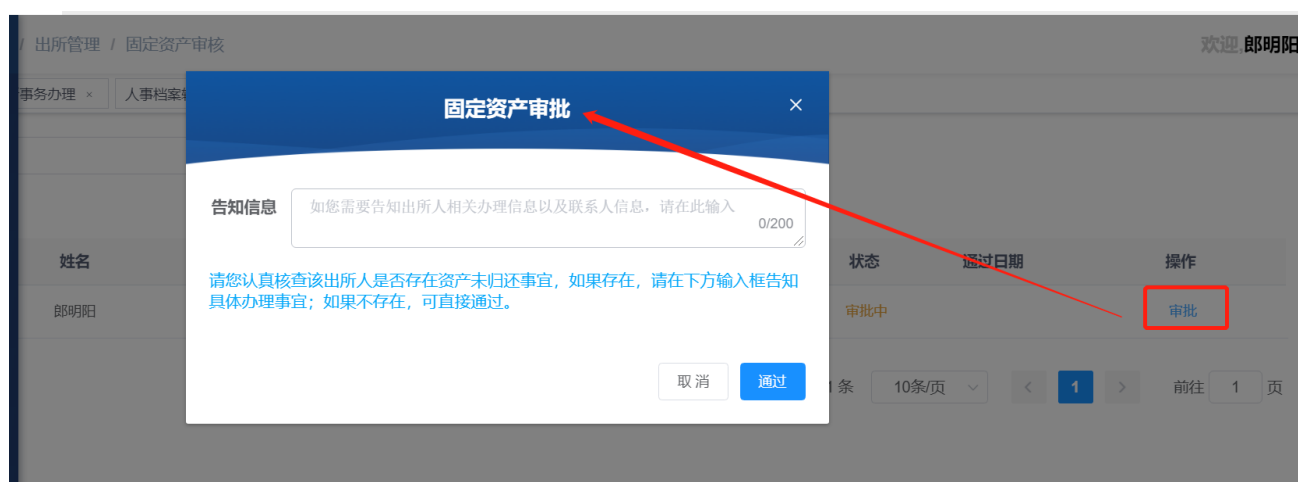 / 出所管理 / 固定资产审核
欢迎,郎明阳
事务办理 ×
人事档案
固定资产审批
×
告知信息
如您需要告知出所人相关办理信息以及联系人信息，请在此输入
0/200
请您认真核查该出所人是否存在资产未归还事宜，如果存在，请在下方输入框告知
具体办理事宜；如果不存在，可直接通过。
取 消
通过
姓名
状态
通过日期
操作
郎明阳
审批中
审批
条
10条/页
<
1
>
前往
1
页